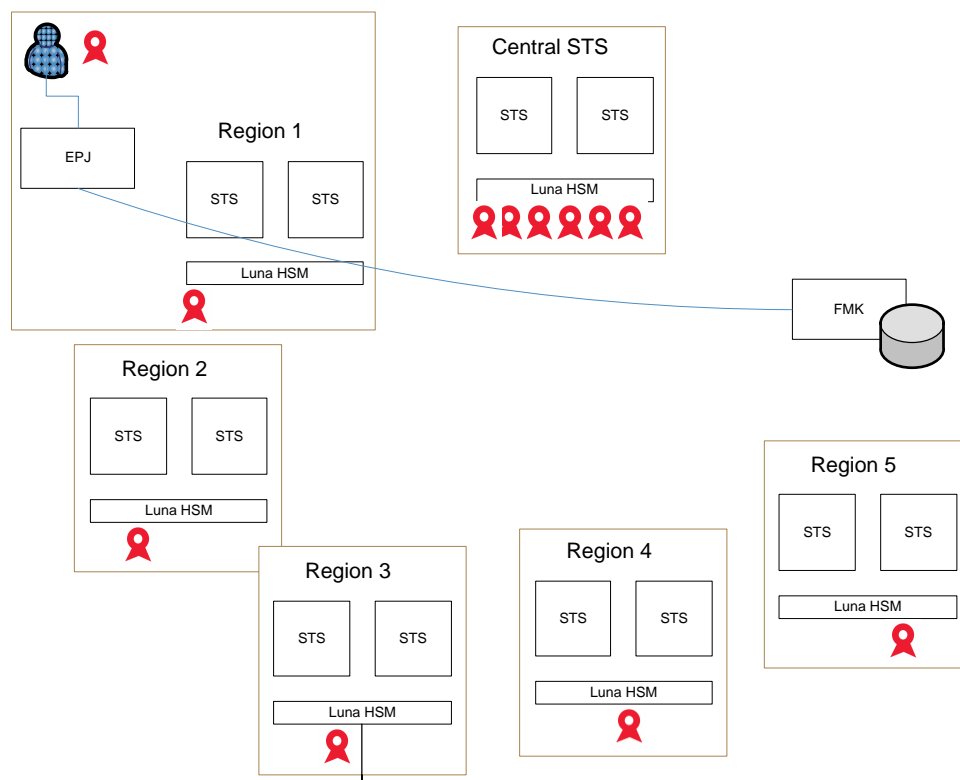 Central STS
STS
STS
Luna HSM
Region 1
EPJ
STS
STS
Luna HSM
FMK
Region 2
STS
STS
Luna HSM
Region 3
STS
STS
Luna HSM
Region 4
STS
STS
Luna HSM
Region 5
STS
STS
Luna HSM